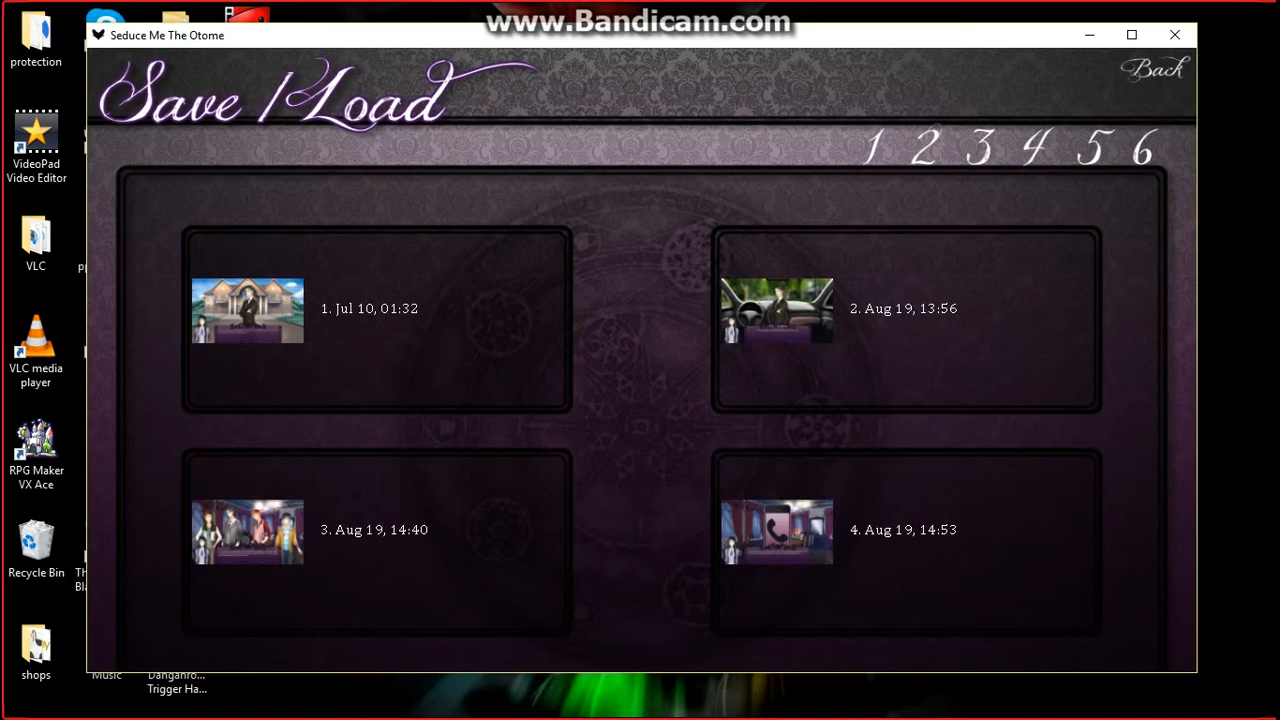 www.Bandicam.com
Seduce Me The Otome
Save / Load
Back
1 2 3 4 5 6
1. Jul 10, 01:32
2. Aug 19, 13:56
3. Aug 19, 14:40
4. Aug 19, 14:53
protection
VideoPad
Video Editor
VLC
VLC media
player
RPG Maker
VX Ace
Recycle Bin
shops
Music
Danganro...
Trigger Ha...